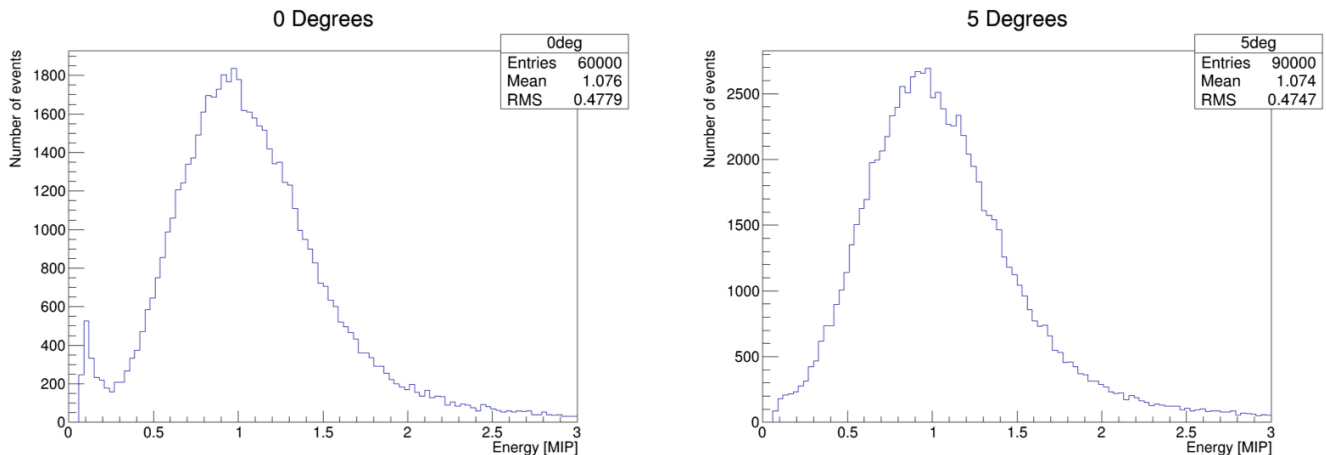 0 Degrees
0deg
Entries 60000
Mean 1.076
RMS 0.4779
Number of events
1800
1600
1400
1200
1000
800
600
400
200
0
0 0.5 1 1.5 2 2.5 3
Energy [MIP]
5 Degrees
5deg
Entries 90000
Mean 1.074
RMS 0.4747
Number of events
2500
2000
1500
1000
500
0
0 0.5 1 1.5 2 2.5 3
Energy [MIP]